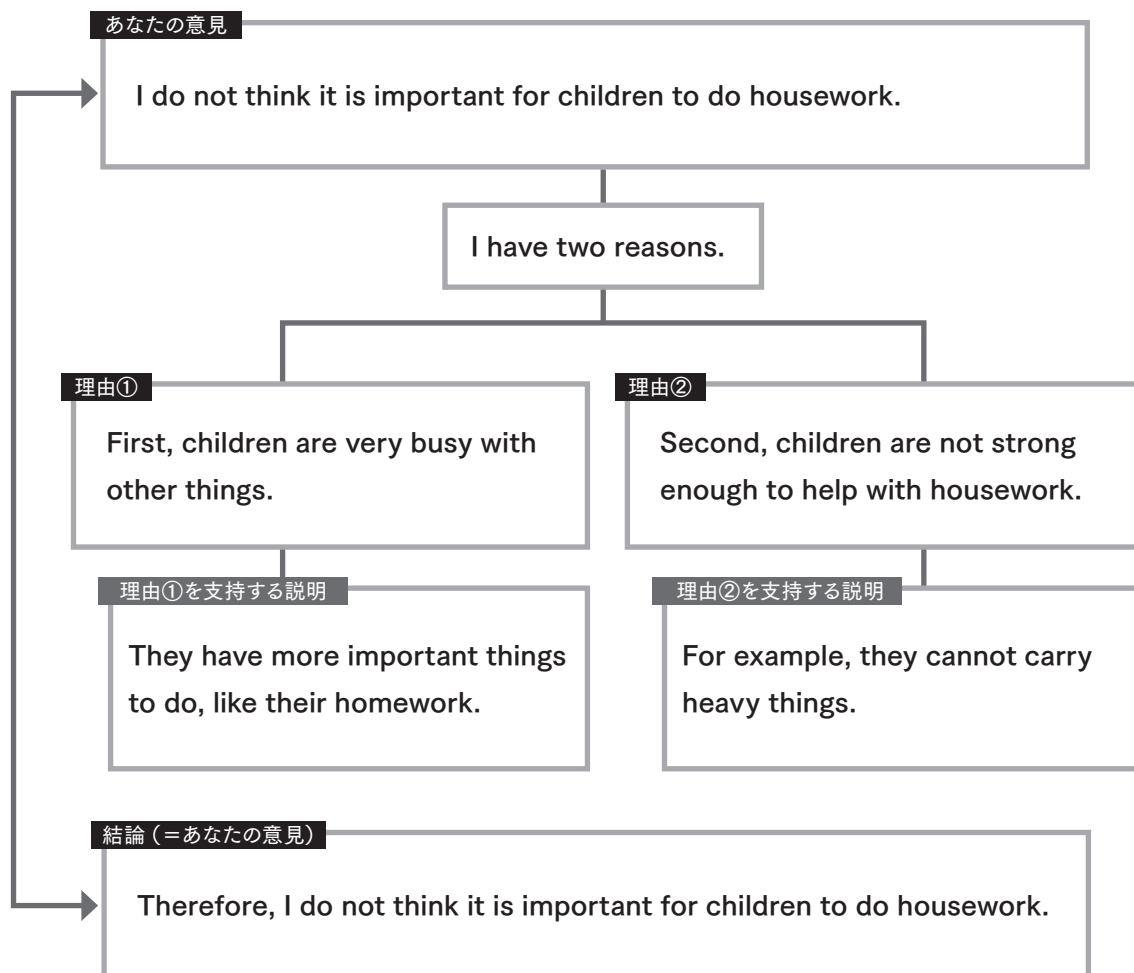 あなたの意見
I do not think it is important for children to do housework.
I have two reasons.
理由①
First, children are very busy with
other things.
理由①を支持する説明
They have more important things
to do, like their homework.
理由②
Second, children are not strong
enough to help with housework.
理由②を支持する説明
For example, they cannot carry
heavy things.
結論（＝あなたの意見）
Therefore, I do not think it is important for children to do housework.